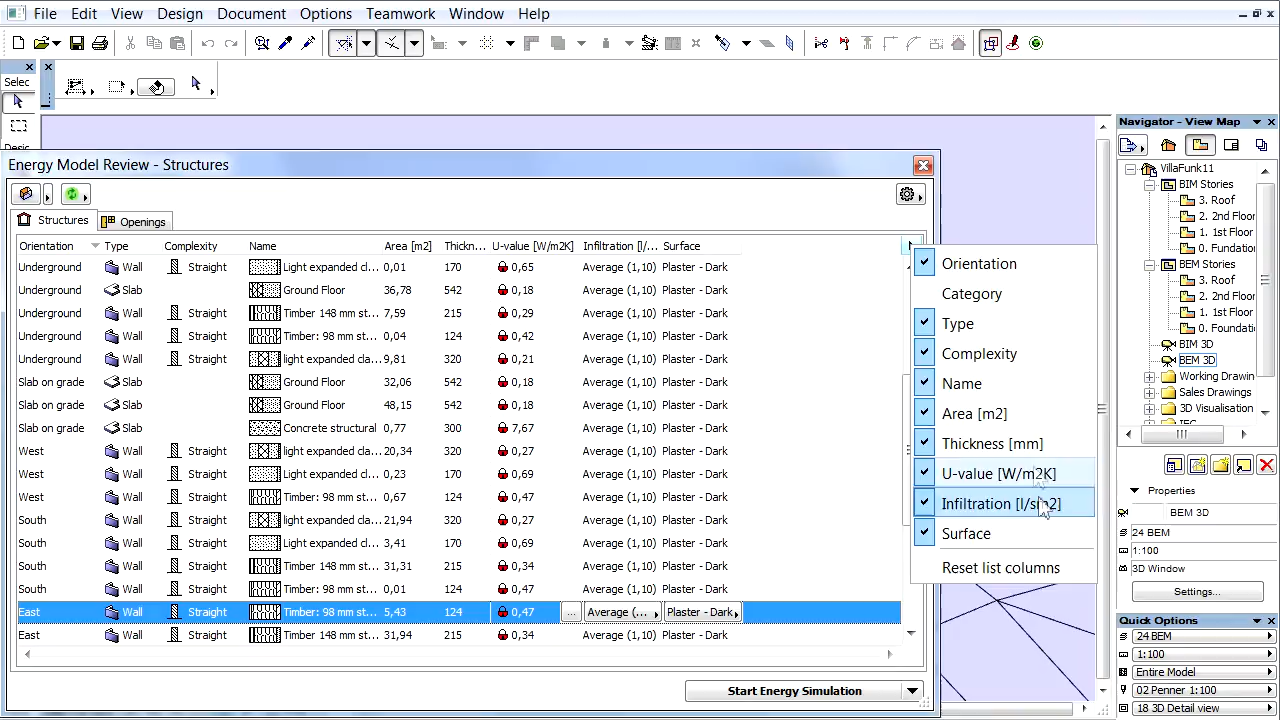 File Edit View Design Document Options Teamwork Window Help
Selec
Navigator - View Map
Energy Model Review - Structures
Structures Openings
Orientation Type Complexity Name Area [m2] Thickn... U-value [W/m2K] Infiltration [l/... Surface
Underground Wall Straight Light expanded cl... 0,01 170 0,65 Average (1,10) Plaster - Dark
Underground Slab Ground Floor 36,78 542 0,18 Average (1,10) Plaster - Dark
Underground Wall Straight Timber 148 mm st... 7,59 215 0,29 Average (1,10) Plaster - Dark
Underground Wall Straight Timber: 98 mm st... 0,04 124 0,42 Average (1,10) Plaster - Dark
Underground Wall Straight light expanded cla... 9,81 320 0,21 Average (1,10) Plaster - Dark
Slab on grade Slab Ground Floor 32,06 542 0,18 Average (1,10) Plaster - Dark
Slab on grade Slab Ground Floor 48,15 542 0,18 Average (1,10) Plaster - Dark
Slab on grade Slab Concrete structural 0,77 300 7,67 Average (1,10) Plaster - Dark
West Wall Straight light expanded cla... 20,34 320 0,27 Average (1,10) Plaster - Dark
West Wall Straight Light expanded cl... 0,23 170 0,69 Average (1,10) Plaster - Dark
West Wall Straight Timber: 98 mm st... 0,67 124 0,47 Average (1,10) Plaster - Dark
South Wall Straight light expanded cla... 21,94 320 0,27 Average (1,10) Plaster - Dark
South Wall Straight Light expanded cl... 3,41 170 0,69 Average (1,10) Plaster - Dark
South Wall Straight Timber 148 mm st... 31,31 215 0,34 Average (1,10) Plaster - Dark
South Wall Straight Timber: 98 mm st... 0,01 124 0,47 Average (1,10) Plaster - Dark
East Wall Straight Timber: 98 mm st... 5,43 124 0,47 ... Average (... Plaster - Dark
East Wall Straight Timber 148 mm st... 31,94 215 0,34 Average (1,10) Plaster - Dark
Start Energy Simulation
Orientation
Category
Type
Complexity
Name
Area [m2]
Thickness [mm]
U-value [W/m2K]
Infiltration [l/sm2]
Surface
Reset list columns
VillaFunk11
BIM Stories
3. Roof
2. 2nd Floor
1. 1st Floor
0. Fundation
BEM Stories
3. Roof
2. 2nd Floor
1. 1st Floor
0. Foundatio
BIM 3D
BEM 3D
Working Drawin
Sales Drawings
3D Visualisation
Properties
BEM 3D
24 BEM
1:100
3D Window
Settings...
Quick Options
24 BEM
1:100
Entire Model
02 Penner 1:100
18 3D Detail view